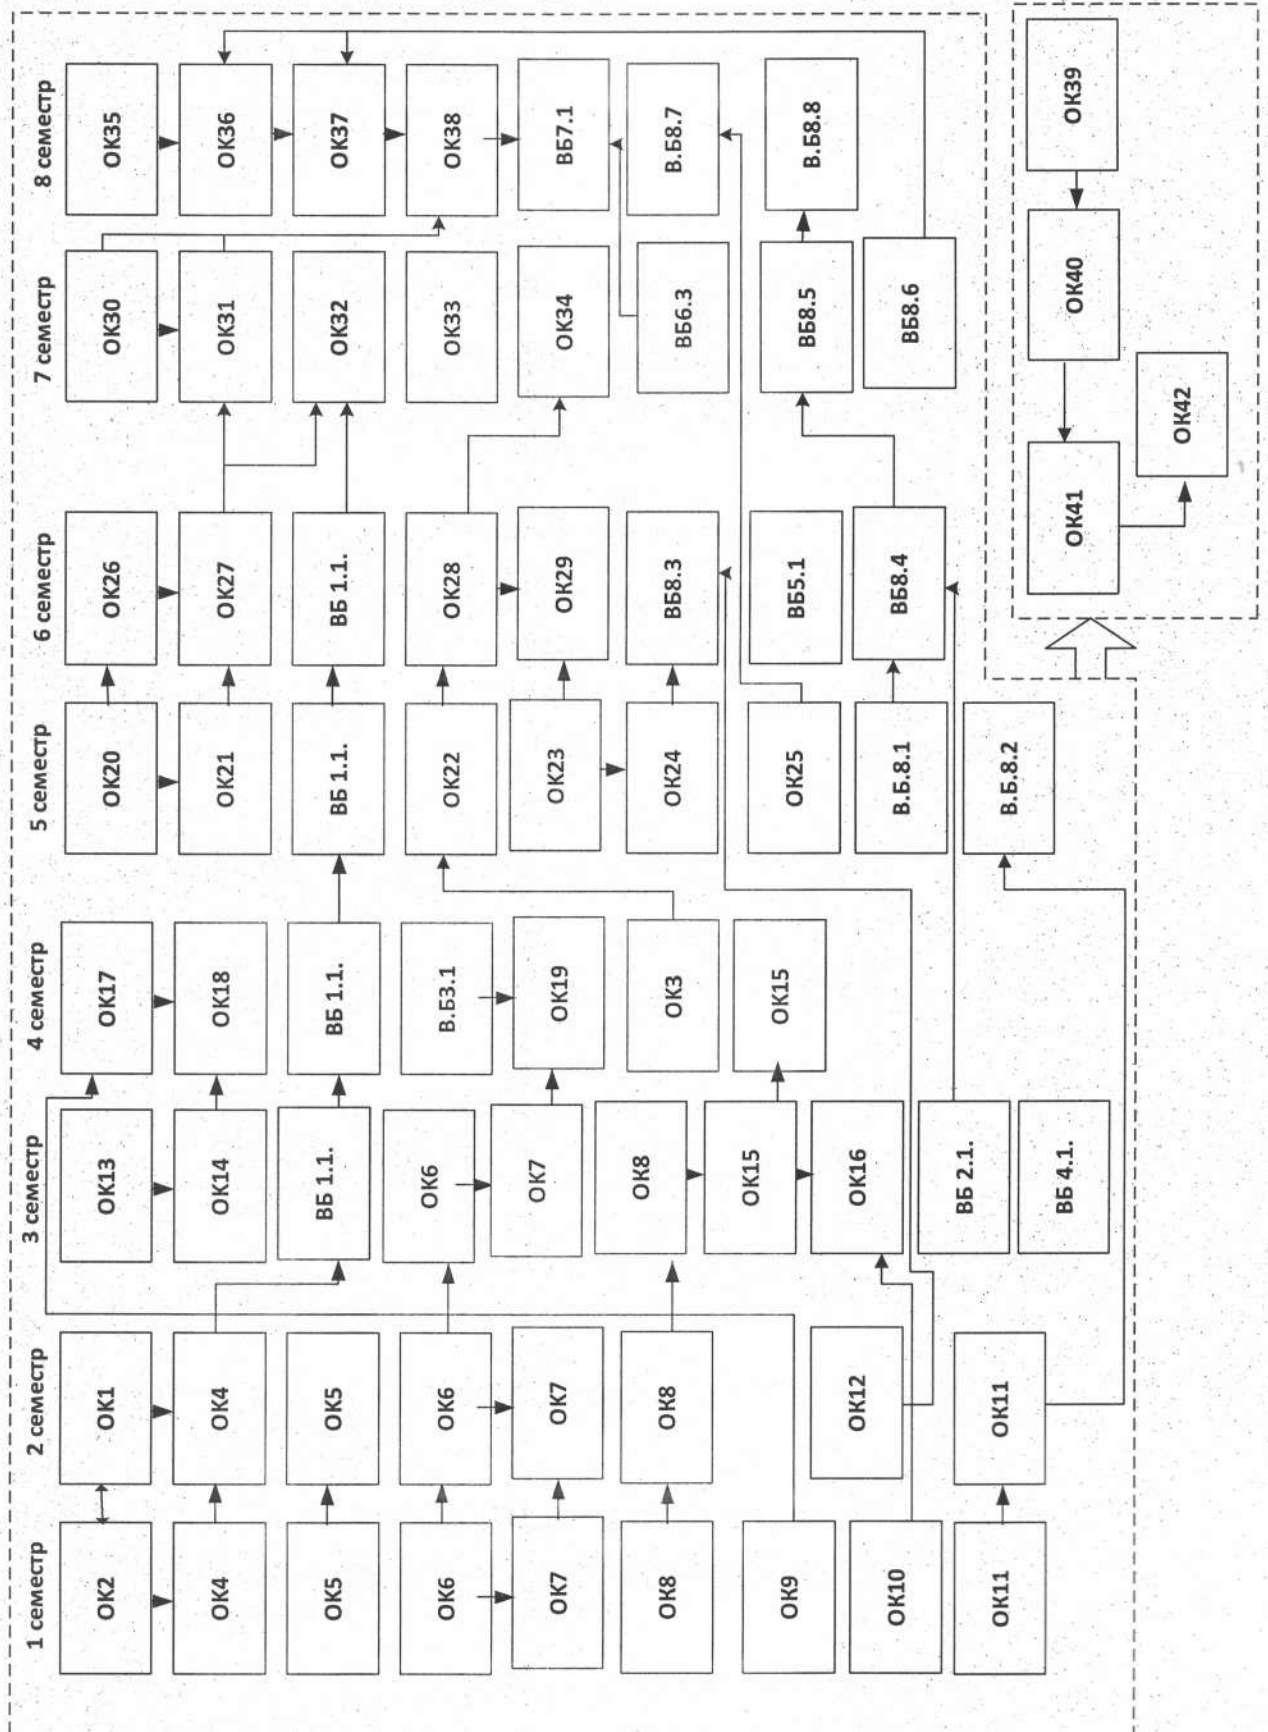 1 семестр
ОК2
ОК4
ОК5
ОК6
ОК7
ОК8
ОК9
ОК10
ОК11
2 семестр
ОК1
ОК4
ОК5
ОК6
ОК7
ОК8
ОК12
ОК11
3 семестр
ОК13
ОК14
ВБ 1.1.
ОК6
ОК7
ОК8
ОК15
ОК16
ВБ 2.1.
ВБ 4.1.
4 семестр
ОК17
ОК18
ВБ 1.1.
В.Б3.1
ОК19
ОК3
ОК15
5 семестр
ОК20
ОК21
ВБ 1.1.
ОК22
ОК23
ОК24
ОК25
В.Б.8.1
В.Б.8.2
6 семестр
ОК26
ОК27
ВБ 1.1.
ОК28
ОК29
ВБ8.3
ВБ5.1
ВБ8.4
7 семестр
ОК30
ОК31
ОК32
ОК33
ОК34
ВБ6.3
ВБ8.5
ВБ8.6
8 семестр
ОК35
ОК36
ОК37
ОК38
ВБ7.1
В.Б8.7
В.Б8.8
ОК39
ОК40
ОК41
ОК42